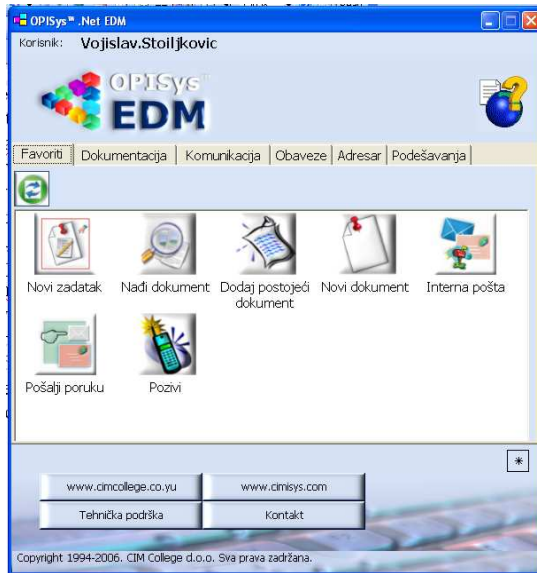 OPISys™ .Net EDM
Korisnik: Vojislav.Stoiljkovic
OPISys™
EDM
Favoriti Dokumentacija Komunikacija Obaveze Adresar Podešavanja
Novi zadatak Nađi dokument Dodaj postojeći dokument Novi dokument Interna pošta
Pošalji poruku Pozivi
*
www.cimcollege.co.yu www.cimisys.com
Tehnička podrška Kontakt
Copyright 1994-2006. CIM College d.o.o. Sva prava zadržana.